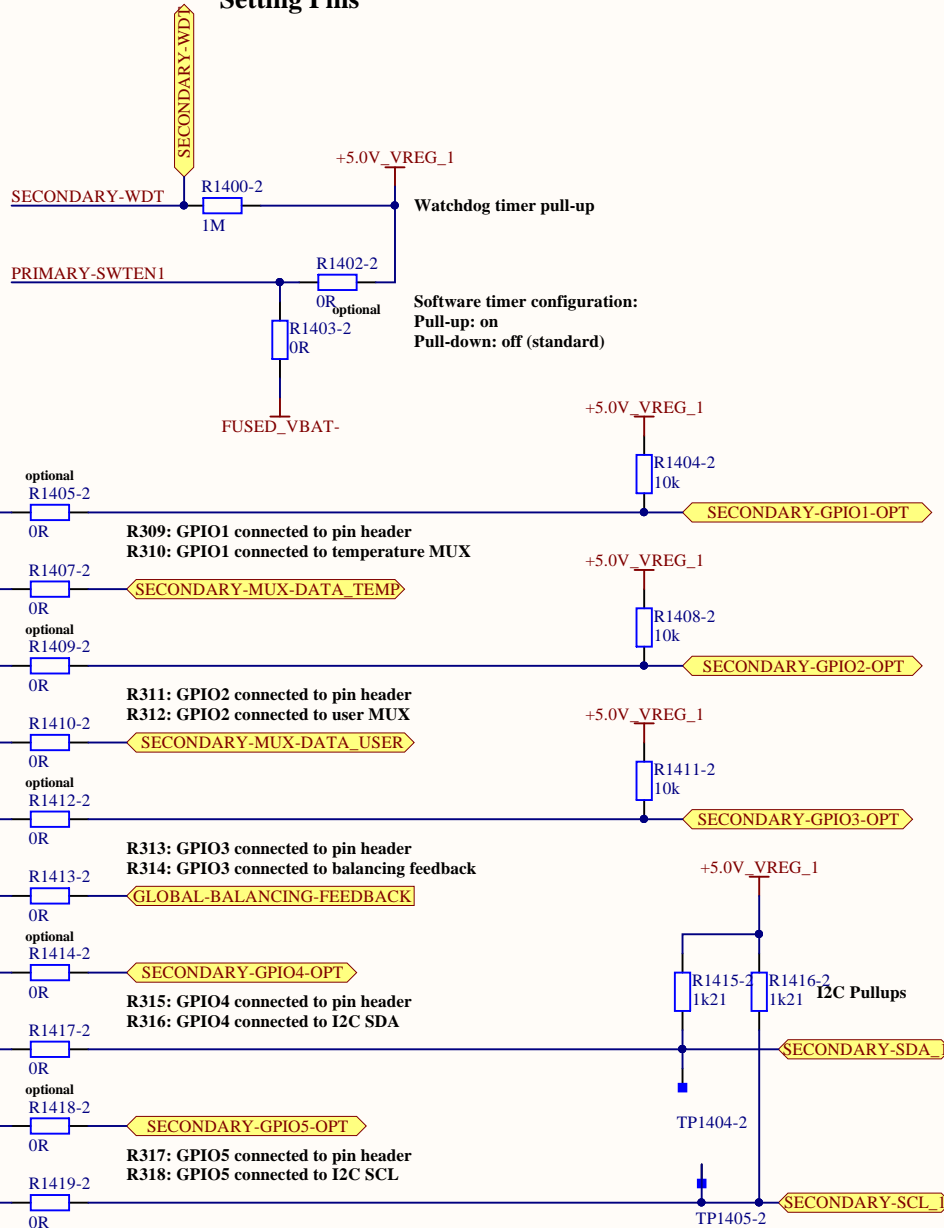 Setting Pins
SECONDARY-WDT
+5.0V_VREG_1
SECONDARY-WDT
R1400-2
1M
Watchdog timer pull-up
PRIMARY-SWTEN1
R1402-2
0R
optional
Software timer configuration:
Pull-up: on
Pull-down: off (standard)
R1403-2
0R
FUSED_VBAT-
+5.0V_VREG_1
R1404-2
10k
optional
R1405-2
0R
SECONDARY-GPIO1-OPT
R309: GPIO1 connected to pin header
R310: GPIO1 connected to temperature MUX
R1407-2
0R
SECONDARY-MUX-DATA_TEMP
+5.0V_VREG_1
R1408-2
10k
optional
R1409-2
0R
SECONDARY-GPIO2-OPT
R311: GPIO2 connected to pin header
R312: GPIO2 connected to user MUX
R1410-2
0R
SECONDARY-MUX-DATA_USER
+5.0V_VREG_1
R1411-2
10k
optional
R1412-2
0R
SECONDARY-GPIO3-OPT
R313: GPIO3 connected to pin header
R314: GPIO3 connected to balancing feedback
R1413-2
0R
GLOBAL-BALANCING-FEEDBACK
+5.0V_VREG_1
optional
R1414-2
0R
SECONDARY-GPIO4-OPT
R1415-2
1k21
R1416-2
1k21
I2C Pullups
R315: GPIO4 connected to pin header
R316: GPIO4 connected to I2C SDA
R1417-2
0R
SECONDARY-SDA_1
TP1404-2
optional
R1418-2
0R
SECONDARY-GPIO5-OPT
R317: GPIO5 connected to pin header
R318: GPIO5 connected to I2C SCL
R1419-2
0R
SECONDARY-SCL_1
TP1405-2